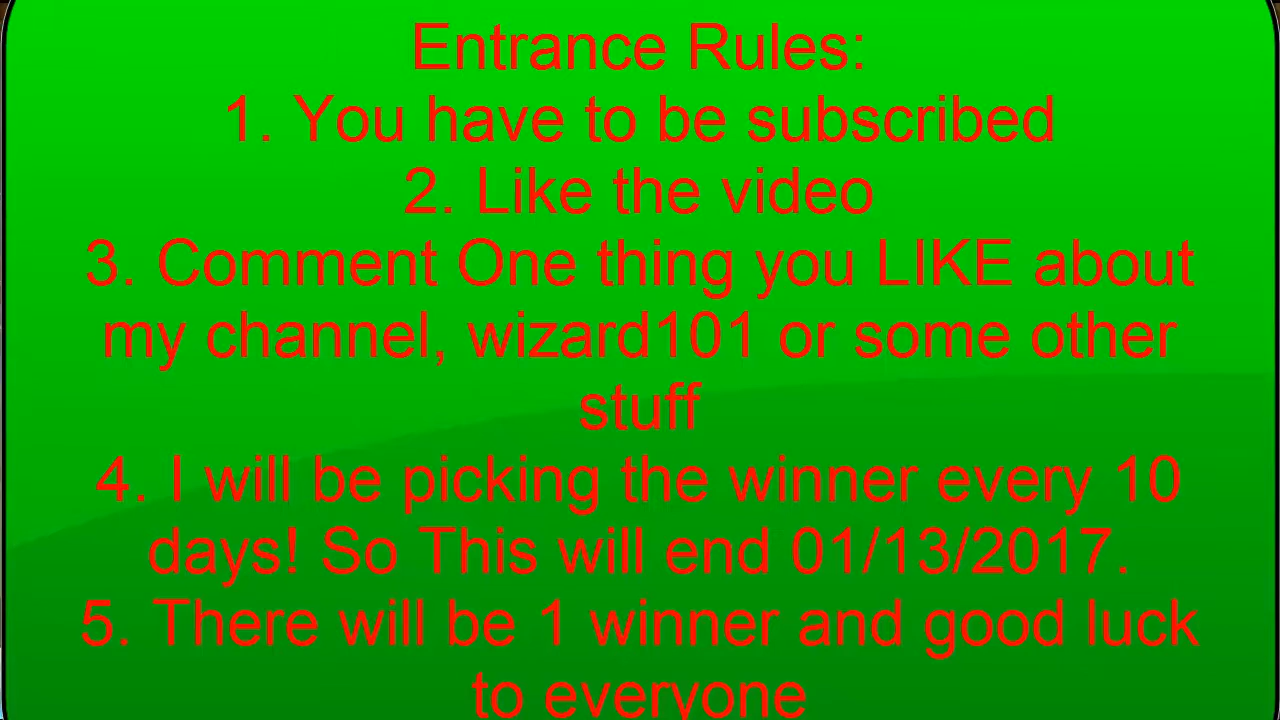 Entrance Rules:
1. You have to be subscribed
2. Like the video
3. Comment One thing you LIKE about
my channel, wizard101 or some other
stuff
4. I will be picking the winner every 10
days! So This will end 01/13/2017.
5. There will be 1 winner and good luck
to everyone